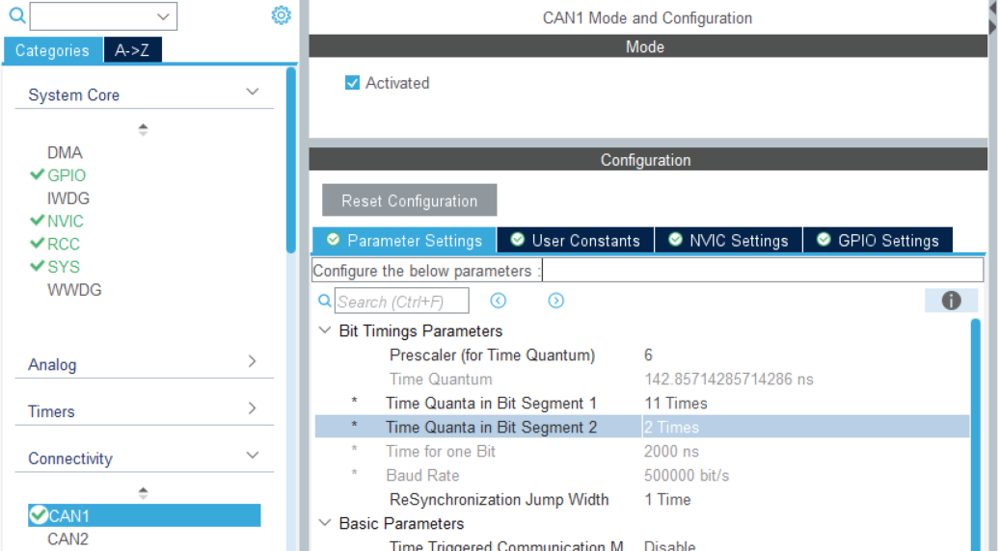 Categories
A->Z
System Core
DMA
GPIO
IWDG
NVIC
RCC
SYS
WWDG
Analog
Timers
Connectivity
CAN1
CAN2
CAN1 Mode and Configuration
Mode
Activated
Configuration
Reset Configuration
Parameter Settings
User Constants
NVIC Settings
GPIO Settings
Configure the below parameters :
Search (Ctrl+F)
Bit Timings Parameters
Prescaler (for Time Quantum) 6
Time Quantum 142.85714285714286 ns
* Time Quanta in Bit Segment 1 11 Times
* Time Quanta in Bit Segment 2 2 Times
* Time for one Bit 2000 ns
* Baud Rate 500000 bit/s
ReSynchronization Jump Width 1 Time
Basic Parameters
Time Triggered Communication M... Disable